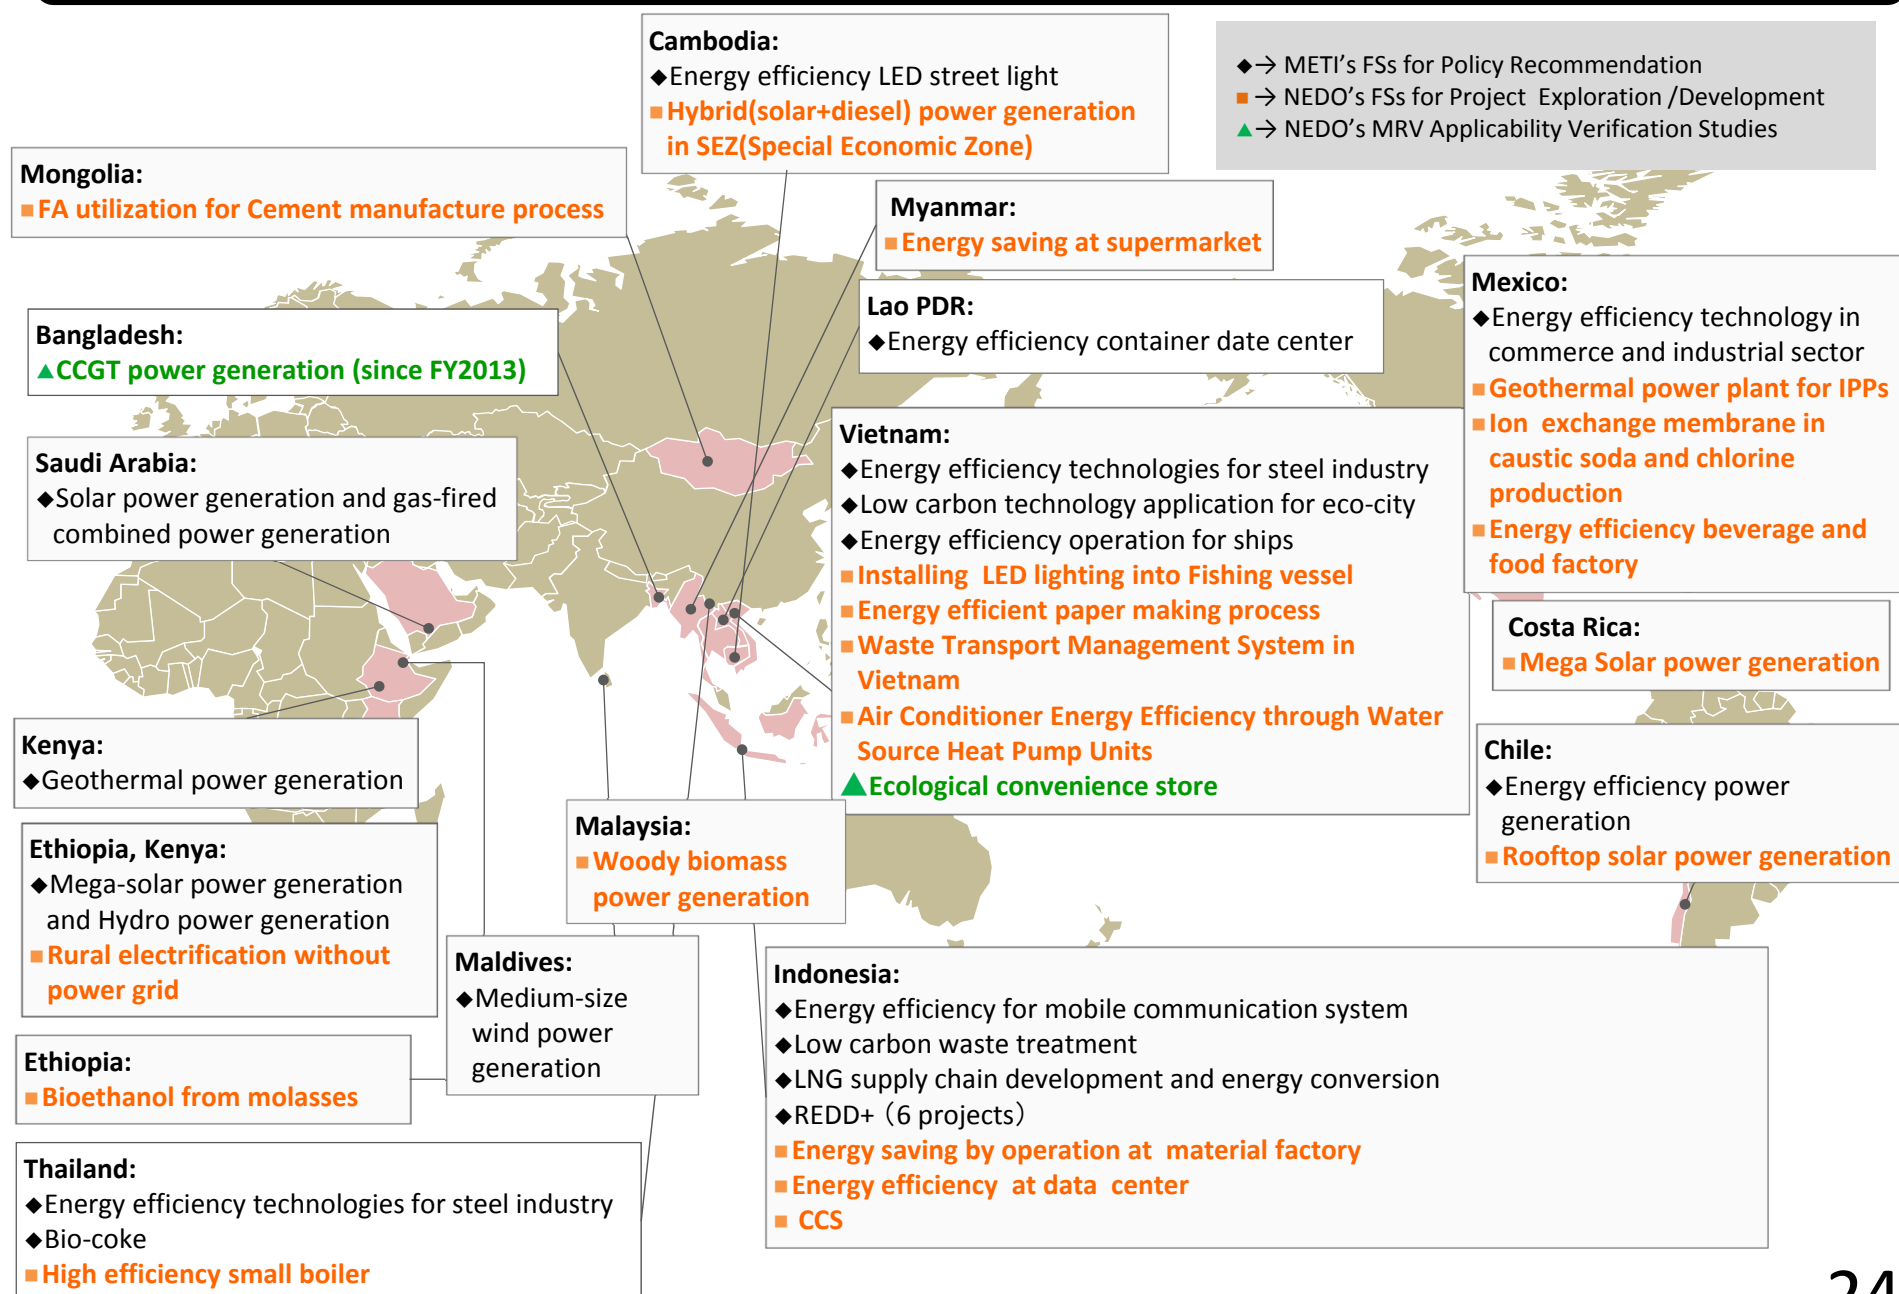 Cambodia:
◆Energy efficiency LED street light
■Hybrid(solar+diesel) power generation
in SEZ(Special Economic Zone)
◆→ METI's FSs for Policy Recommendation
■→ NEDO's FSs for Project Exploration /Development
▲→ NEDO's MRV Applicability Verification Studies
Mongolia:
■FA utilization for Cement manufacture process
Myanmar:
■Energy saving at supermarket
Lao PDR:
◆Energy efficiency container date center
Mexico:
◆Energy efficiency technology in
commerce and industrial sector
■Geothermal power plant for IPPs
■Ion exchange membrane in
caustic soda and chlorine
production
■Energy efficiency beverage and
food factory
Bangladesh:
▲CCGT power generation (since FY2013)
Saudi Arabia:
◆Solar power generation and gas-fired
combined power generation
Vietnam:
◆Energy efficiency technologies for steel industry
◆Low carbon technology application for eco-city
◆Energy efficiency operation for ships
■Installing LED lighting into Fishing vessel
■Energy efficient paper making process
■Waste Transport Management System in
Vietnam
■Air Conditioner Energy Efficiency through Water
Source Heat Pump Units
▲Ecological convenience store
Costa Rica:
■Mega Solar power generation
Kenya:
◆Geothermal power generation
Chile:
◆Energy efficiency power
generation
■Rooftop solar power generation
Malaysia:
■Woody biomass
power generation
Ethiopia, Kenya:
◆Mega-solar power generation
and Hydro power generation
■Rural electrification without
power grid
Maldives:
◆Medium-size
wind power
generation
Indonesia:
◆Energy efficiency for mobile communication system
◆Low carbon waste treatment
◆LNG supply chain development and energy conversion
◆REDD+（6 projects）
■Energy saving by operation at material factory
■Energy efficiency at data center
■ CCS
Ethiopia:
■Bioethanol from molasses
Thailand:
◆Energy efficiency technologies for steel industry
◆Bio-coke
■High efficiency small boiler
24